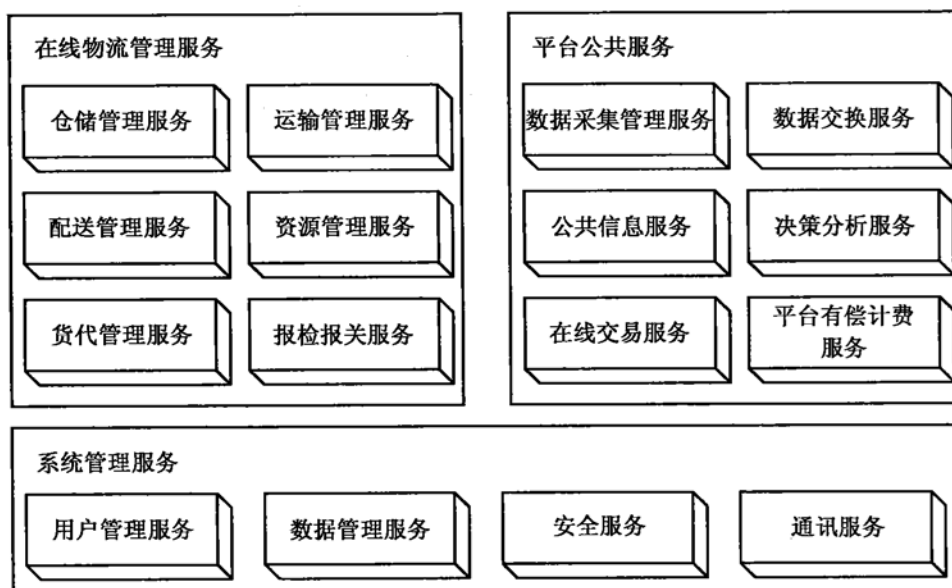 在线物流管理服务
仓储管理服务
运输管理服务
配送管理服务
资源管理服务
货代管理服务
报检报关服务
平台公共服务
数据采集管理服务
数据交换服务
公共信息服务
决策分析服务
在线交易服务
平台有偿计费
服务
系统管理服务
用户管理服务
数据管理服务
安全服务
通讯服务